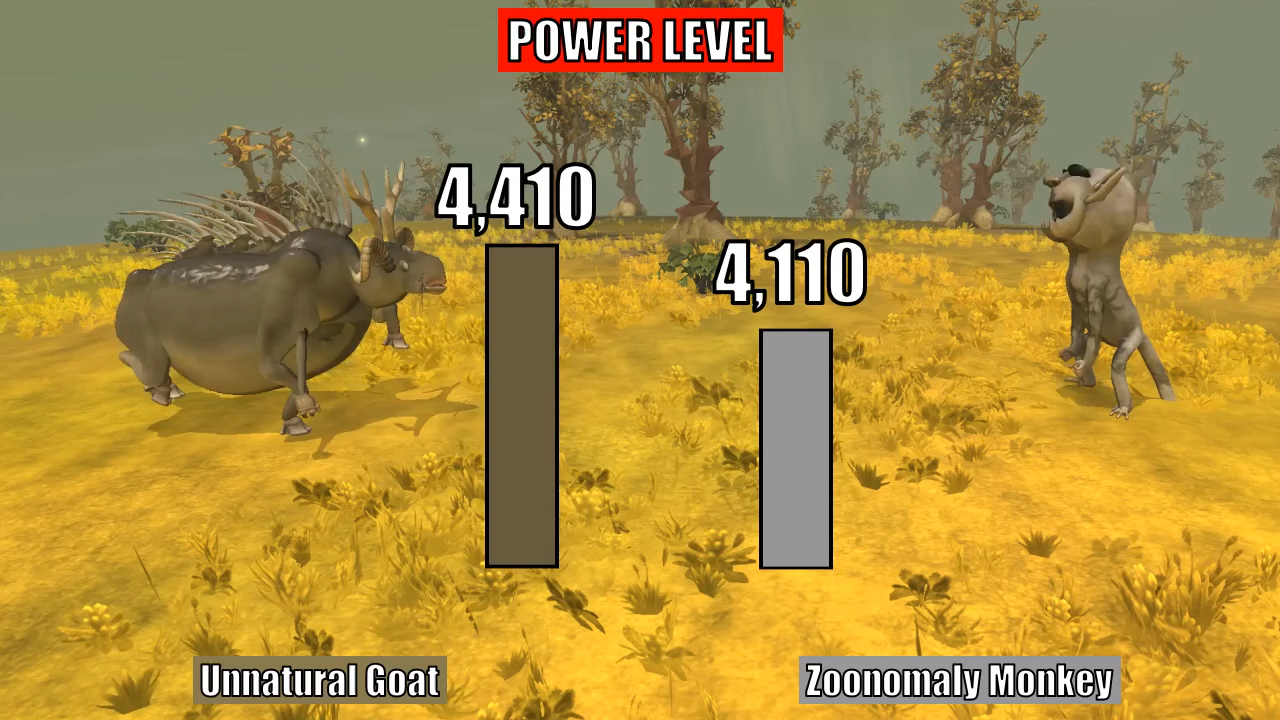 POWER LEVEL
4,410
4,110
Unnatural Goat
Zoonomaly Monkey